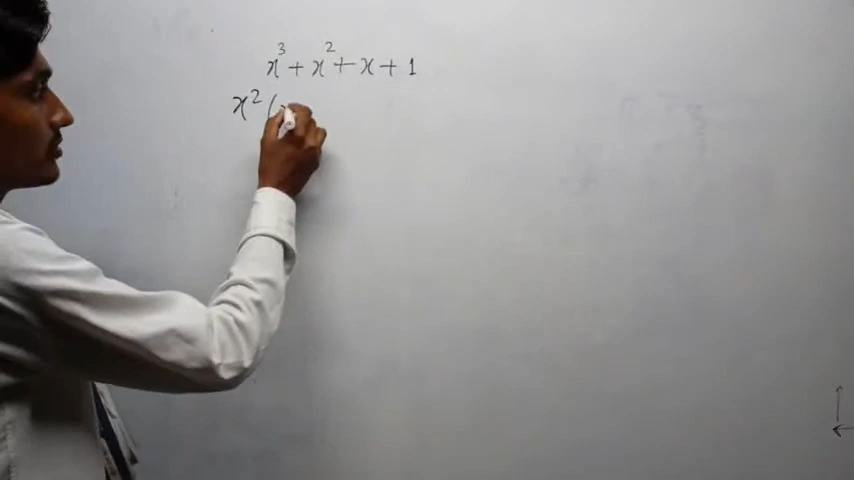 x³ + x² + x + 1
x² (